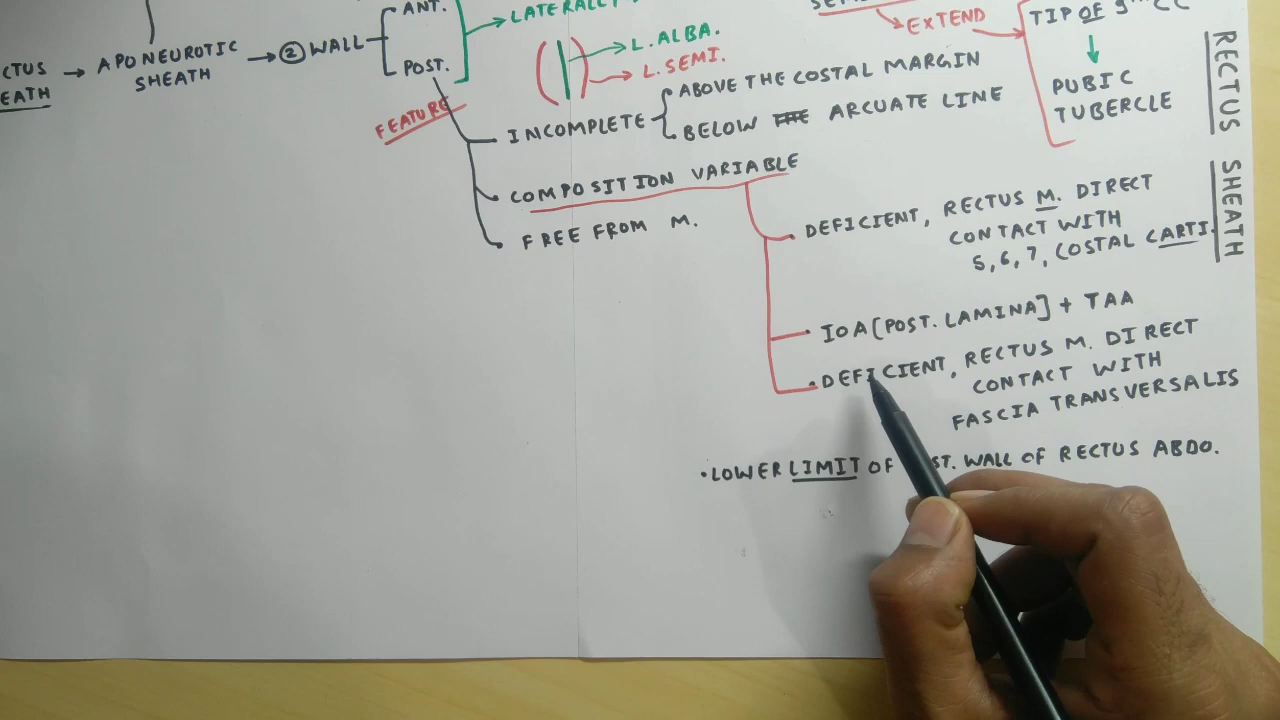 ANT.
LATERALLY
EXTEND
TIP OF 9
CTUS
EATH
→ APONEUROTIC
SHEATH
→ ② WALL
POST.
L. ALBA.
L. SEMI.
PUBIC
TUBERCLE
FEATURE
INCOMPLETE
ABOVE THE COSTAL MARGIN
BELOW THE ARCUATE LINE
COMPOSITION VARIABLE
FREE FROM M.
• DEFICIENT, RECTUS M. DIRECT
CONTACT WITH
5, 6, 7, COSTAL CARTI.
• IOA [POST. LAMINA] + TAA
• DEFICIENT, RECTUS M. DIRECT
CONTACT WITH
FASCIA TRANSVERSALIS
• LOWER LIMIT OF ST. WALL OF RECTUS ABDO.
RECTUS SHEATH